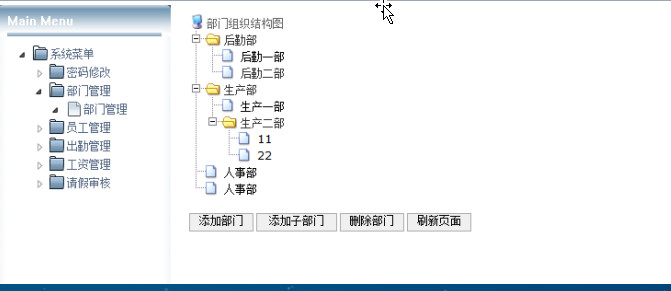 Main Menu
系统菜单
密码修改
部门管理
部门管理
员工管理
出勤管理
工资管理
请假审核
部门组织结构图
后勤部
后勤一部
后勤二部
生产部
生产一部
生产二部
11
22
人事部
人事部
添加部门 添加子部门 删除部门 刷新页面